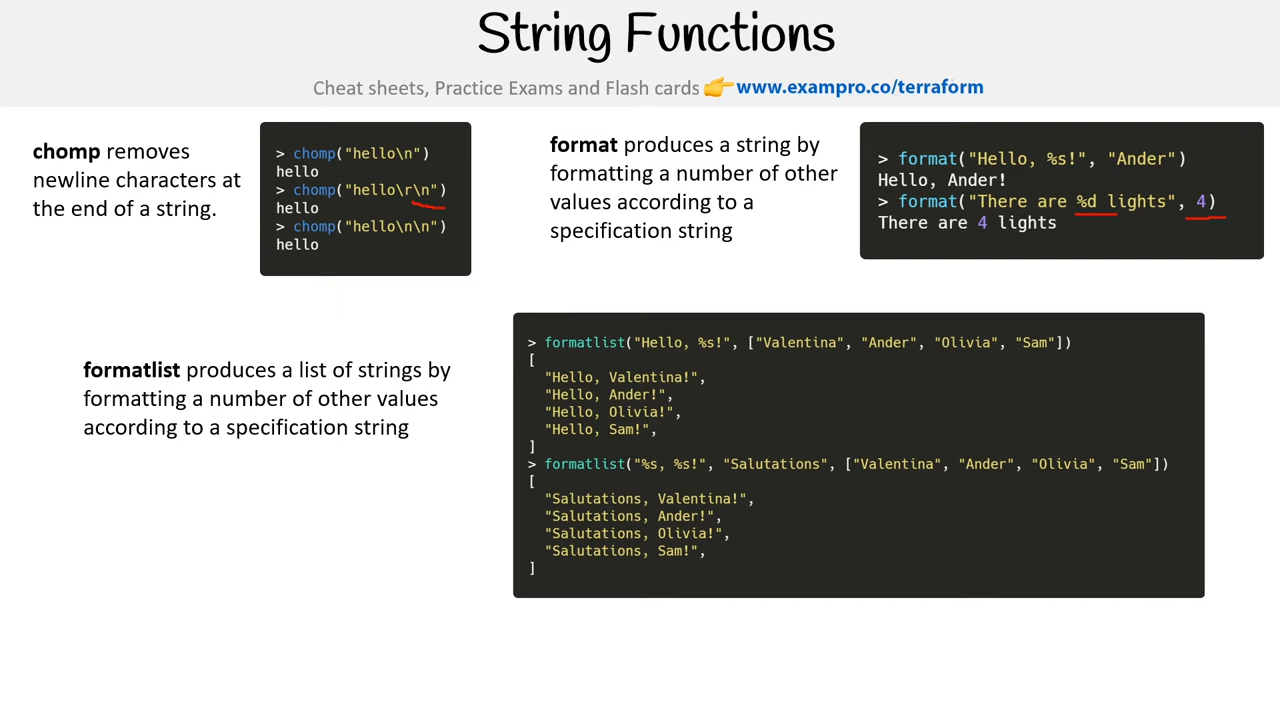 String Functions
Cheat sheets, Practice Exams and Flash cards 👉 www.exampro.co/terraform
chomp removes
newline characters at
the end of a string.
> chomp("hello\n")
hello
> chomp("hello\r\n")
hello
> chomp("hello\n\n")
hello
format produces a string by
formatting a number of other
values according to a
specification string
> format("Hello, %s!", "Ander")
Hello, Ander!
> format("There are %d lights", 4)
There are 4 lights
formatlist produces a list of strings by
formatting a number of other values
according to a specification string
> formatlist("Hello, %s!", ["Valentina", "Ander", "Olivia", "Sam"])
[
  "Hello, Valentina!",
  "Hello, Ander!",
  "Hello, Olivia!",
  "Hello, Sam!",
]
> formatlist("%s, %s!", "Salutations", ["Valentina", "Ander", "Olivia", "Sam"])
[
  "Salutations, Valentina!",
  "Salutations, Ander!",
  "Salutations, Olivia!",
  "Salutations, Sam!",
]